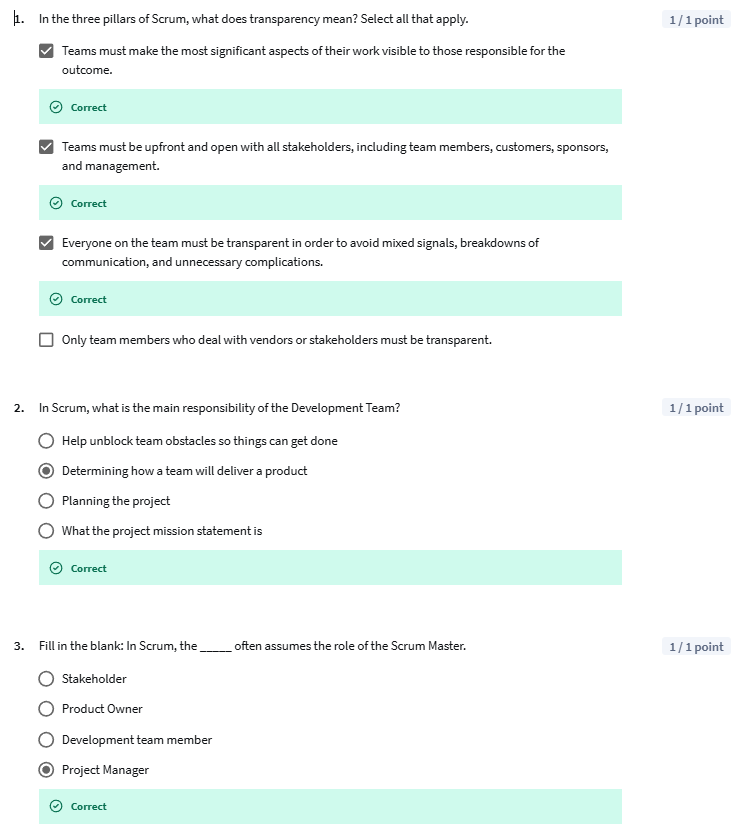 1. In the three pillars of Scrum, what does transparency mean? Select all that apply. 1 / 1 point
Teams must make the most significant aspects of their work visible to those responsible for the
outcome.
Correct
Teams must be upfront and open with all stakeholders, including team members, customers, sponsors,
and management.
Correct
Everyone on the team must be transparent in order to avoid mixed signals, breakdowns of
communication, and unnecessary complications.
Correct
Only team members who deal with vendors or stakeholders must be transparent.
2. In Scrum, what is the main responsibility of the Development Team? 1 / 1 point
Help unblock team obstacles so things can get done
Determining how a team will deliver a product
Planning the project
What the project mission statement is
Correct
3. Fill in the blank: In Scrum, the _____ often assumes the role of the Scrum Master. 1 / 1 point
Stakeholder
Product Owner
Development team member
Project Manager
Correct